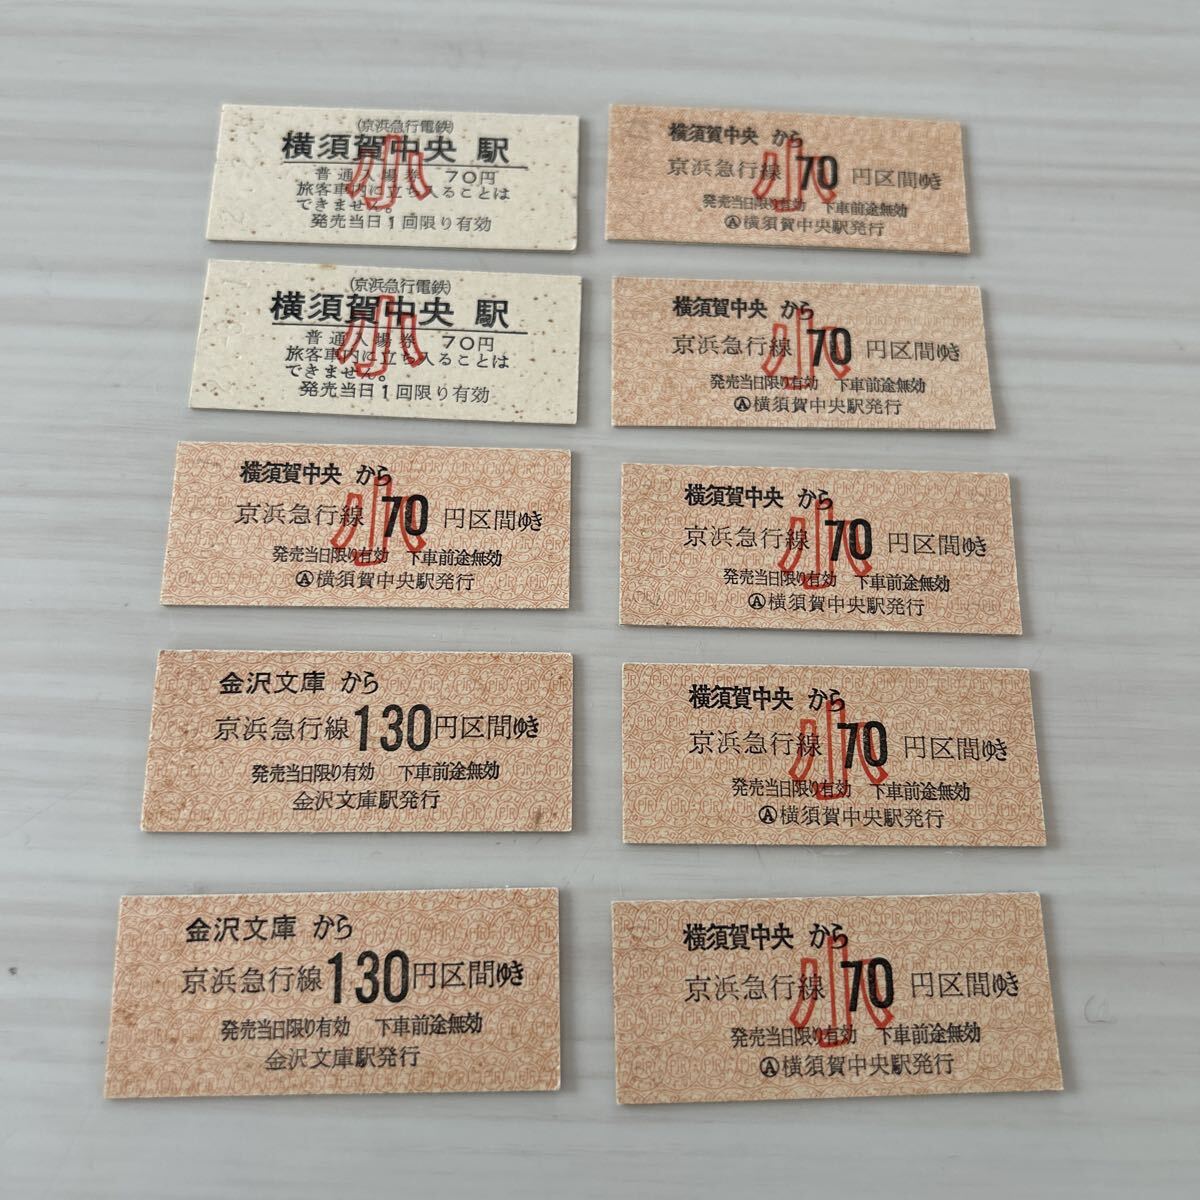 (京浜急行電鉄)
横須賀中央 駅
小
普通入場券 70円
旅客車内に立ち入ることは
できません。
発売当日1回限り有効
(京浜急行電鉄)
横須賀中央 駅
小
普通入場券 70円
旅客車内に立ち入ることは
できません。
発売当日1回限り有効
横須賀中央 から
小
京浜急行線 70 円区間ゆき
発売当日限り有効 下車前途無効
Ⓐ横須賀中央駅発行
金沢文庫 から
京浜急行線 130円区間ゆき
発売当日限り有効 下車前途無効
金沢文庫駅発行
金沢文庫 から
京浜急行線 130円区間ゆき
発売当日限り有効 下車前途無効
金沢文庫駅発行
横須賀中央 から
小
京浜急行線 70 円区間ゆき
発売当日限り有効 下車前途無効
Ⓐ横須賀中央駅発行
横須賀中央 から
小
京浜急行線 70 円区間ゆき
発売当日限り有効 下車前途無効
Ⓐ横須賀中央駅発行
横須賀中央 から
小
京浜急行線 70 円区間ゆき
発売当日限り有効 下車前途無効
Ⓐ横須賀中央駅発行
横須賀中央 から
小
京浜急行線 70 円区間ゆき
発売当日限り有効 下車前途無効
Ⓐ横須賀中央駅発行
横須賀中央 から
小
京浜急行線 70 円区間ゆき
発売当日限り有効 下車前途無効
Ⓐ横須賀中央駅発行